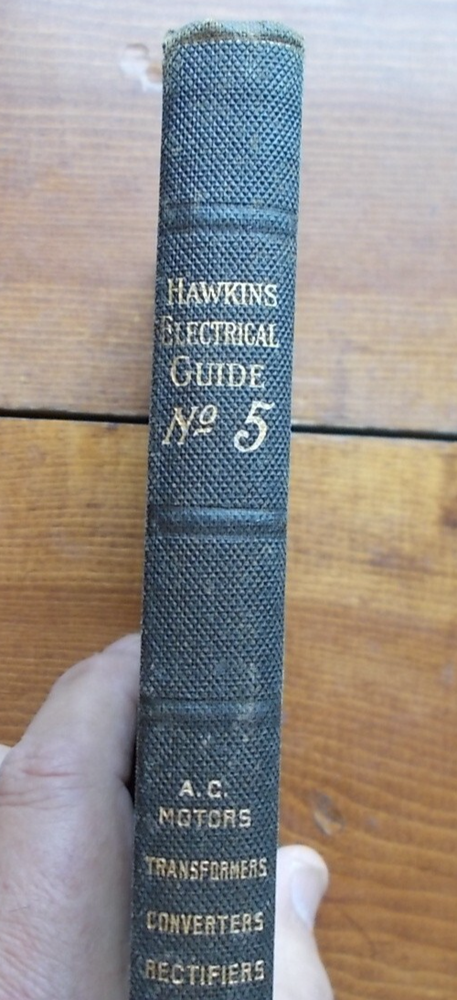 HAWKINS
ELECTRICAL
GUIDE
Nº 5
A.C.
MOTORS
TRANSFORMERS
CONVERTERS
RECTIFIERS